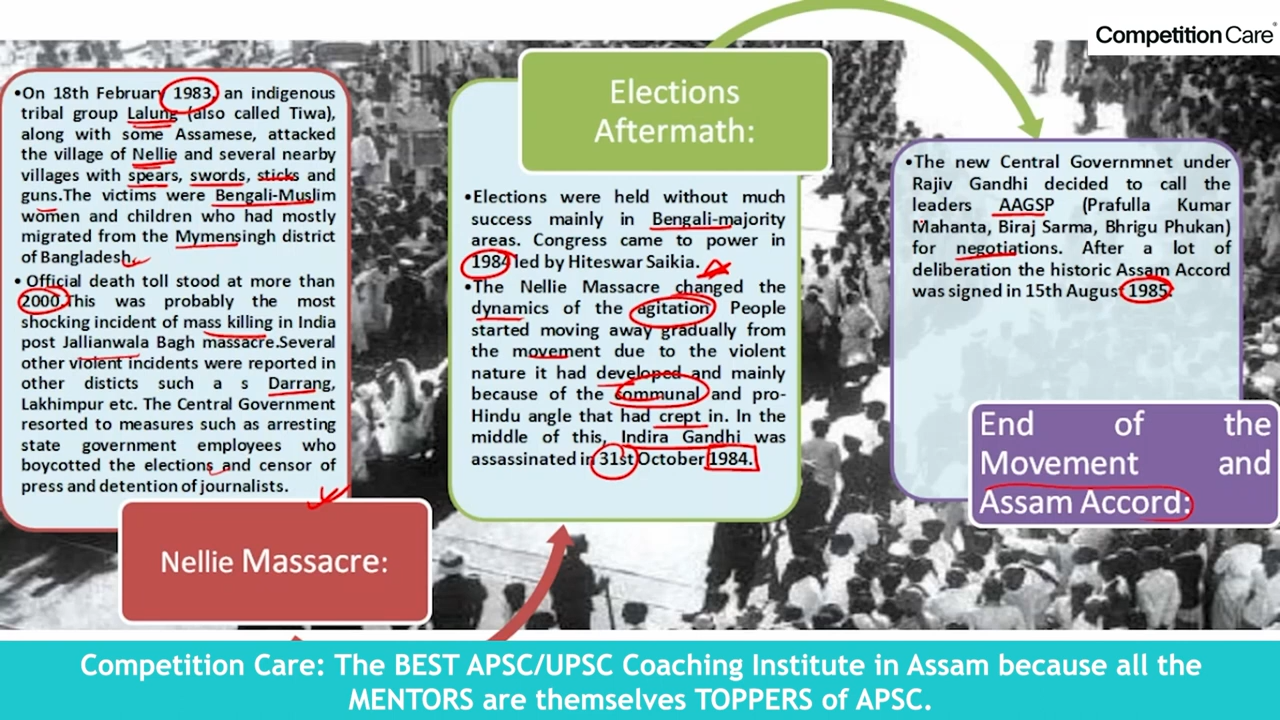 Competition Care
•On 18th February 1983, an indigenous
tribal group Lalung (also called Tiwa),
along with some Assamese, attacked
the village of Nellie and several nearby
villages with spears, swords, sticks and
guns.The victims were Bengali-Muslim
women and children who had mostly
migrated from the Mymensingh district
of Bangladesh.
• Official death toll stood at more than
2000.This was probably the most
shocking incident of mass killing in India
post Jallianwala Bagh massacre.Several
other violent incidents were reported in
other disticts such a s Darrang,
Lakhimpur etc. The Central Government
resorted to measures such as arresting
state government employees who
boycotted the elections and censor of
press and detention of journalists.
Nellie Massacre:
Elections
Aftermath:
•Elections were held without much
success mainly in Bengali-majority
areas. Congress came to power in
1984 led by Hiteswar Saikia.
•The Nellie Massacre changed the
dynamics of the agitation. People
started moving away gradually from
the movement due to the violent
nature it had developed and mainly
because of the communal and pro-
Hindu angle that had crept in. In the
middle of this, Indira Gandhi was
assassinated in 31st October 1984.
•The new Central Governmnet under
Rajiv Gandhi decided to call the
leaders AAGSP (Prafulla Kumar
Mahanta, Biraj Sarma, Bhrigu Phukan)
for negotiations. After a lot of
deliberation the historic Assam Accord
was signed in 15th August 1985.
End of the
Movement and
Assam Accord:
Competition Care: The BEST APSC/UPSC Coaching Institute in Assam because all the
MENTORS are themselves TOPPERS of APSC.